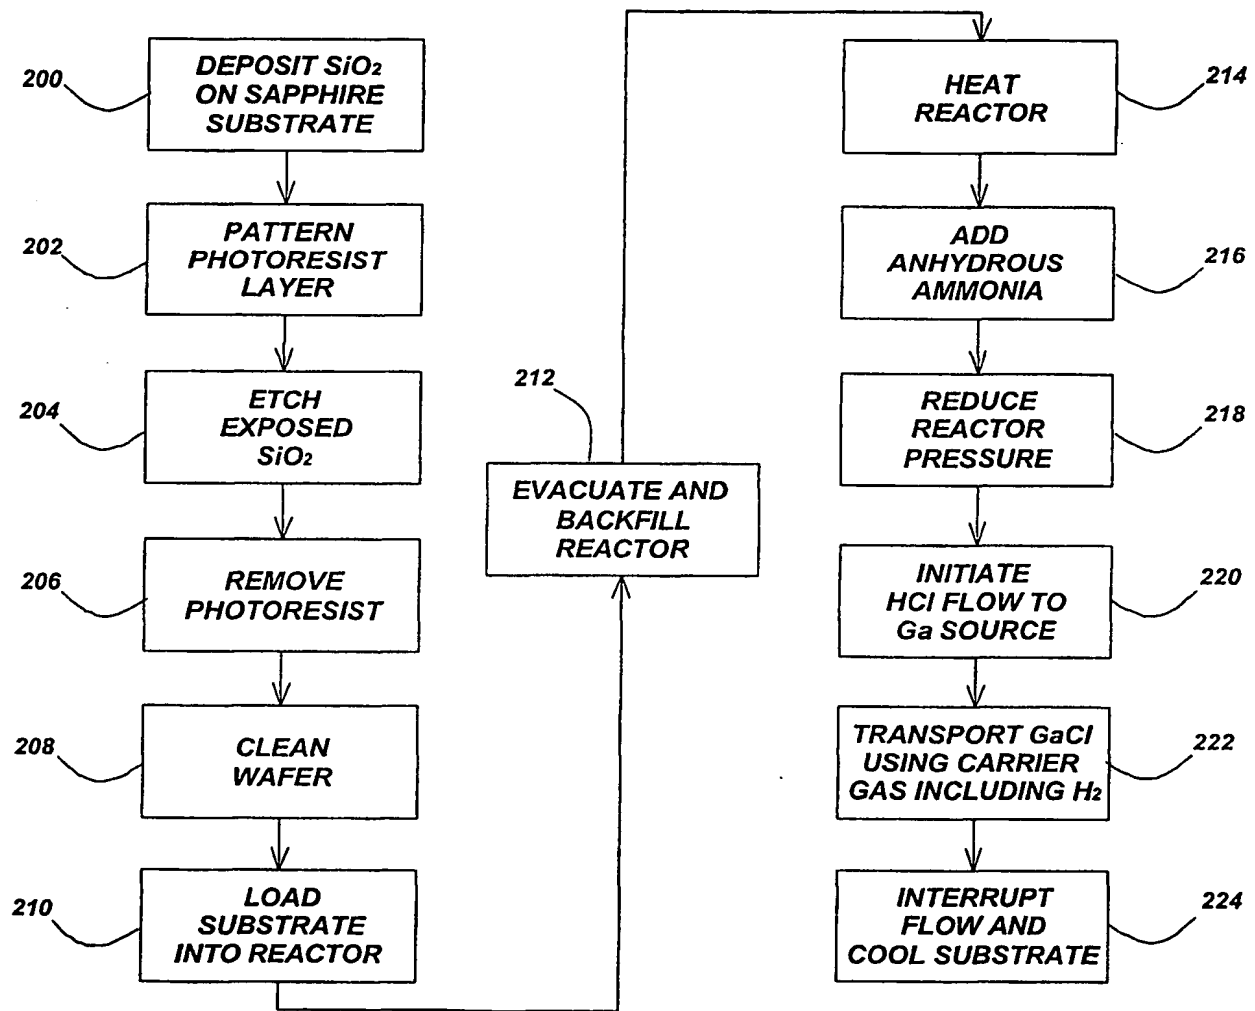 200
DEPOSIT SiO2
ON SAPPHIRE
SUBSTRATE
202
PATTERN
PHOTORESIST
LAYER
204
ETCH
EXPOSED
SiO2
206
REMOVE
PHOTORESIST
208
CLEAN
WAFER
210
LOAD
SUBSTRATE
INTO REACTOR
212
EVACUATE AND
BACKFILL
REACTOR
214
HEAT
REACTOR
216
ADD
ANHYDROUS
AMMONIA
218
REDUCE
REACTOR
PRESSURE
220
INITIATE
HCl FLOW TO
Ga SOURCE
222
TRANSPORT GaCl
USING CARRIER
GAS INCLUDING H2
224
INTERRUPT
FLOW AND
COOL SUBSTRATE